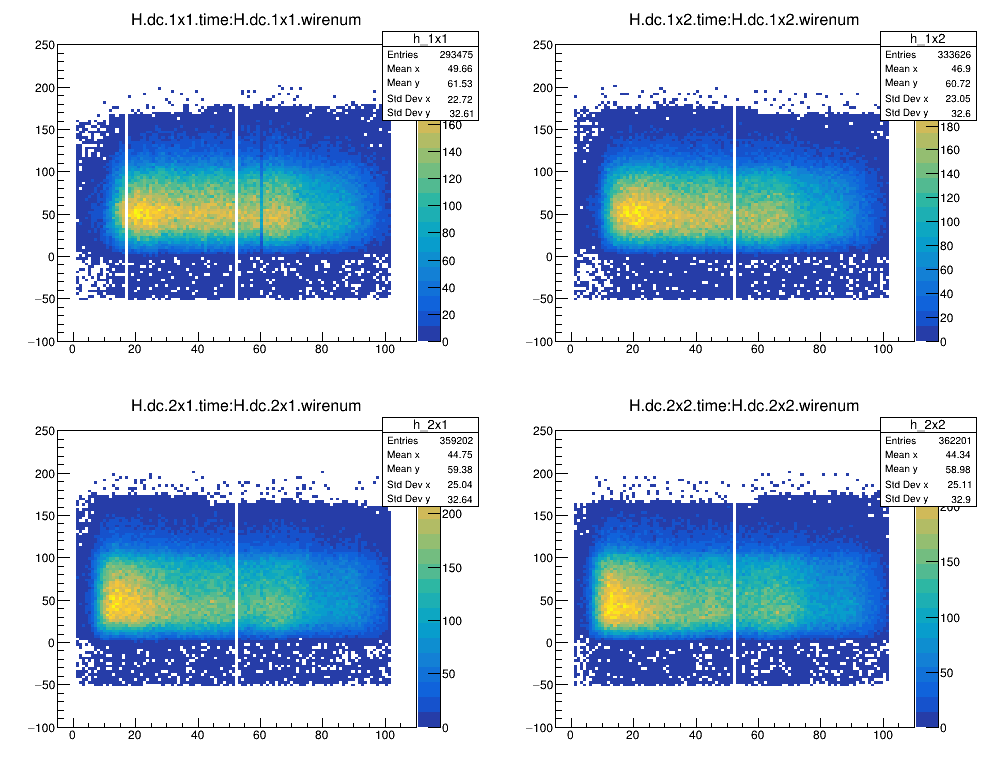 H.dc.1x1.time:H.dc.1x1.wirenum
h_1x1
Entries 293475
Mean x 49.66
Mean y 61.53
Std Dev x 22.72
Std Dev y 32.61
250
200
150
100
50
0
−50
−100
0 20 40 60 80 100
160
140
120
100
80
60
40
20
0
H.dc.1x2.time:H.dc.1x2.wirenum
h_1x2
Entries 333626
Mean x 46.9
Mean y 60.72
Std Dev x 23.05
Std Dev y 32.6
250
200
150
100
50
0
−50
−100
0 20 40 60 80 100
180
160
140
120
100
80
60
40
20
0
H.dc.2x1.time:H.dc.2x1.wirenum
h_2x1
Entries 359202
Mean x 44.75
Mean y 59.38
Std Dev x 25.04
Std Dev y 32.64
250
200
150
100
50
0
−50
−100
0 20 40 60 80 100
200
150
100
50
0
H.dc.2x2.time:H.dc.2x2.wirenum
h_2x2
Entries 362201
Mean x 44.34
Mean y 58.98
Std Dev x 25.11
Std Dev y 32.9
250
200
150
100
50
0
−50
−100
0 20 40 60 80 100
200
150
100
50
0